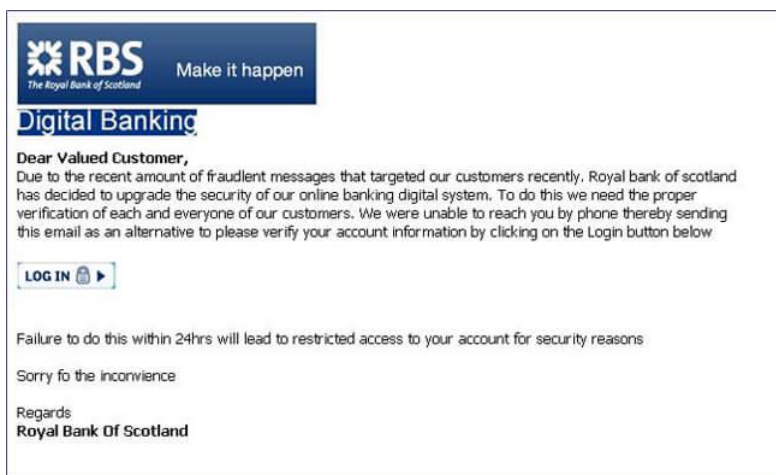 RBS
The Royal Bank of Scotland
Make it happen
Digital Banking
Dear Valued Customer,
Due to the recent amount of fraudlent messages that targeted our customers recently. Royal bank of scotland
has decided to upgrade the security of our online banking digital system. To do this we need the proper
verification of each and everyone of our customers. We were unable to reach you by phone thereby sending
this email as an alternative to please verify your account information by clicking on the Login button below
LOG IN
Failure to do this within 24hrs will lead to restricted access to your account for security reasons
Sorry fo the inconvience
Regards
Royal Bank Of Scotland